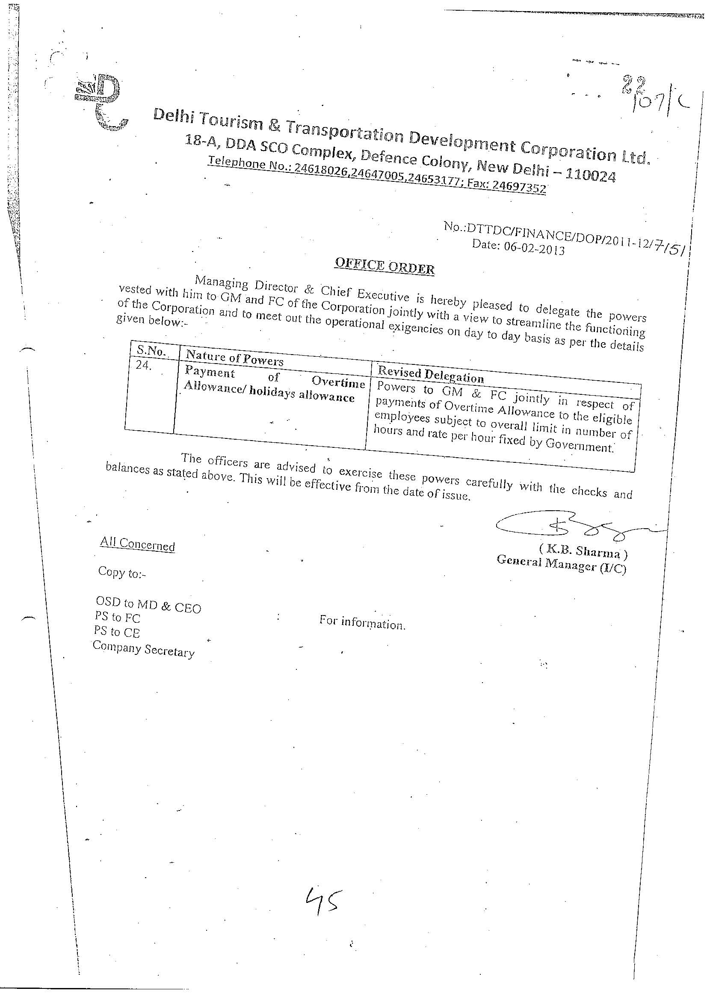 22
107/C
Delhi Tourism & Transportation Development Corporation Ltd.
18-A, DDA SCO Complex, Defence Colony, New Delhi – 110024
Telephone No.: 24618026,24647005,24653177; Fax: 24697352
No.:DTTDC/FINANCE/DOP/2011-12/7151
Date: 06-02-2013
OFFICE ORDER
Managing Director & Chief Executive is hereby pleased to delegate the powers
vested with him to GM and FC of the Corporation jointly with a view to streamline the functioning
of the Corporation and to meet out the operational exigencies on day to day basis as per the details
given below:-
S.No. Nature of Powers Revised Delegation
24. Payment of Overtime
Allowance/ holidays allowance
Powers to GM & FC jointly in respect of
payments of Overtime Allowance to the eligible
employees subject to overall limit in number of
hours and rate per hour fixed by Government.
The officers are advised to exercise these powers carefully with the checks and
balances as stated above. This will be effective from the date of issue.
( K.B. Sharma )
General Manager (I/C)
All Concerned
Copy to:-
OSD to MD & CEO
PS to FC : For information.
PS to CE
Company Secretary
45